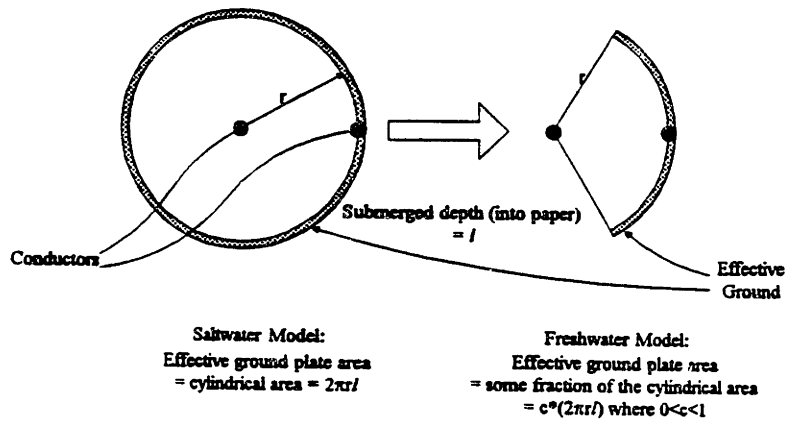 r
r
Submerged depth (into paper)
= l
Conductors
Effective
Ground
Saltwater Model:
Effective ground plate area
= cylindrical area = 2πrl
Freshwater Model:
Effective ground plate area
= some fraction of the cylindrical area
= c*(2πrl) where 0<c<1